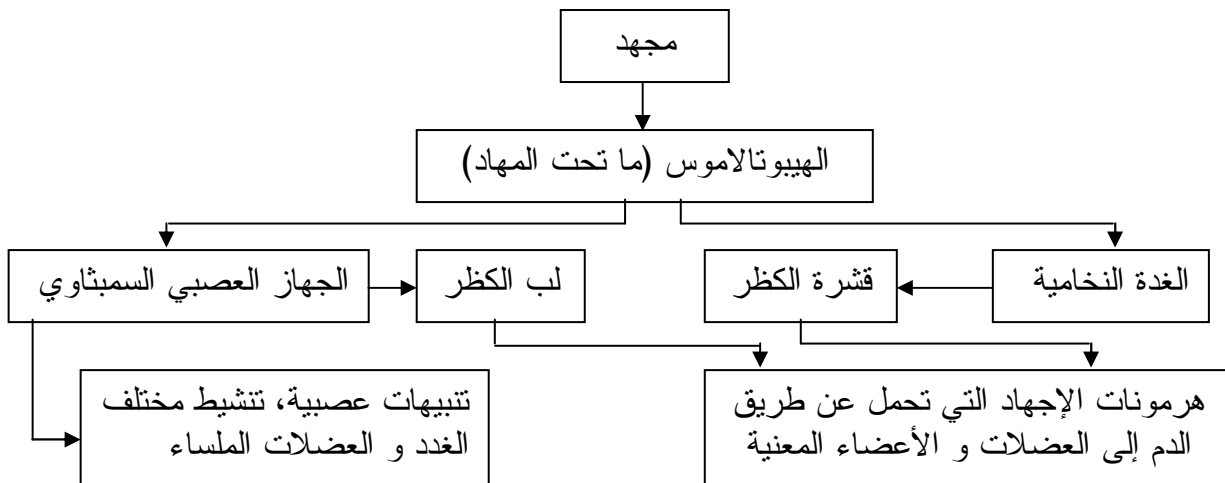 مجهد
الهيبوتالاموس (ما تحت المهاد)
الغدة النخامية
قشرة الكظر
لب الكظر
الجهاز العصبي السمبثاوي
هرمونات الإجهاد التي تحمل عن طريق
الدم إلى العضلات و الأعضاء المعنية
تنبيهات عصبية، تنشيط مختلف
الغدد و العضلات الملساء